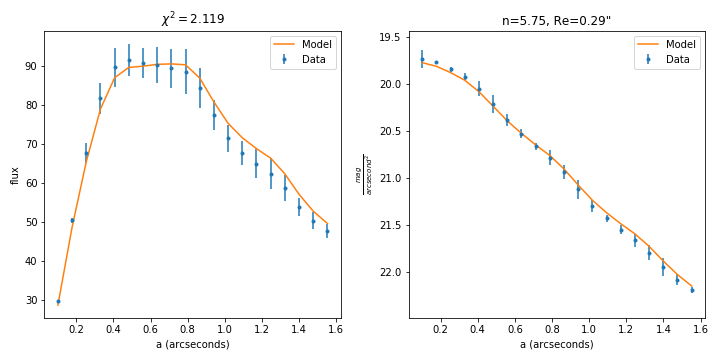 χ² = 2.119
flux
90
80
70
60
50
40
30
0.2 0.4 0.6 0.8 1.0 1.2 1.4 1.6
a (arcseconds)
Model
Data
n=5.75, Re=0.29"
mag/arcsecond²
19.5
20.0
20.5
21.0
21.5
22.0
0.2 0.4 0.6 0.8 1.0 1.2 1.4 1.6
a (arcseconds)
Model
Data